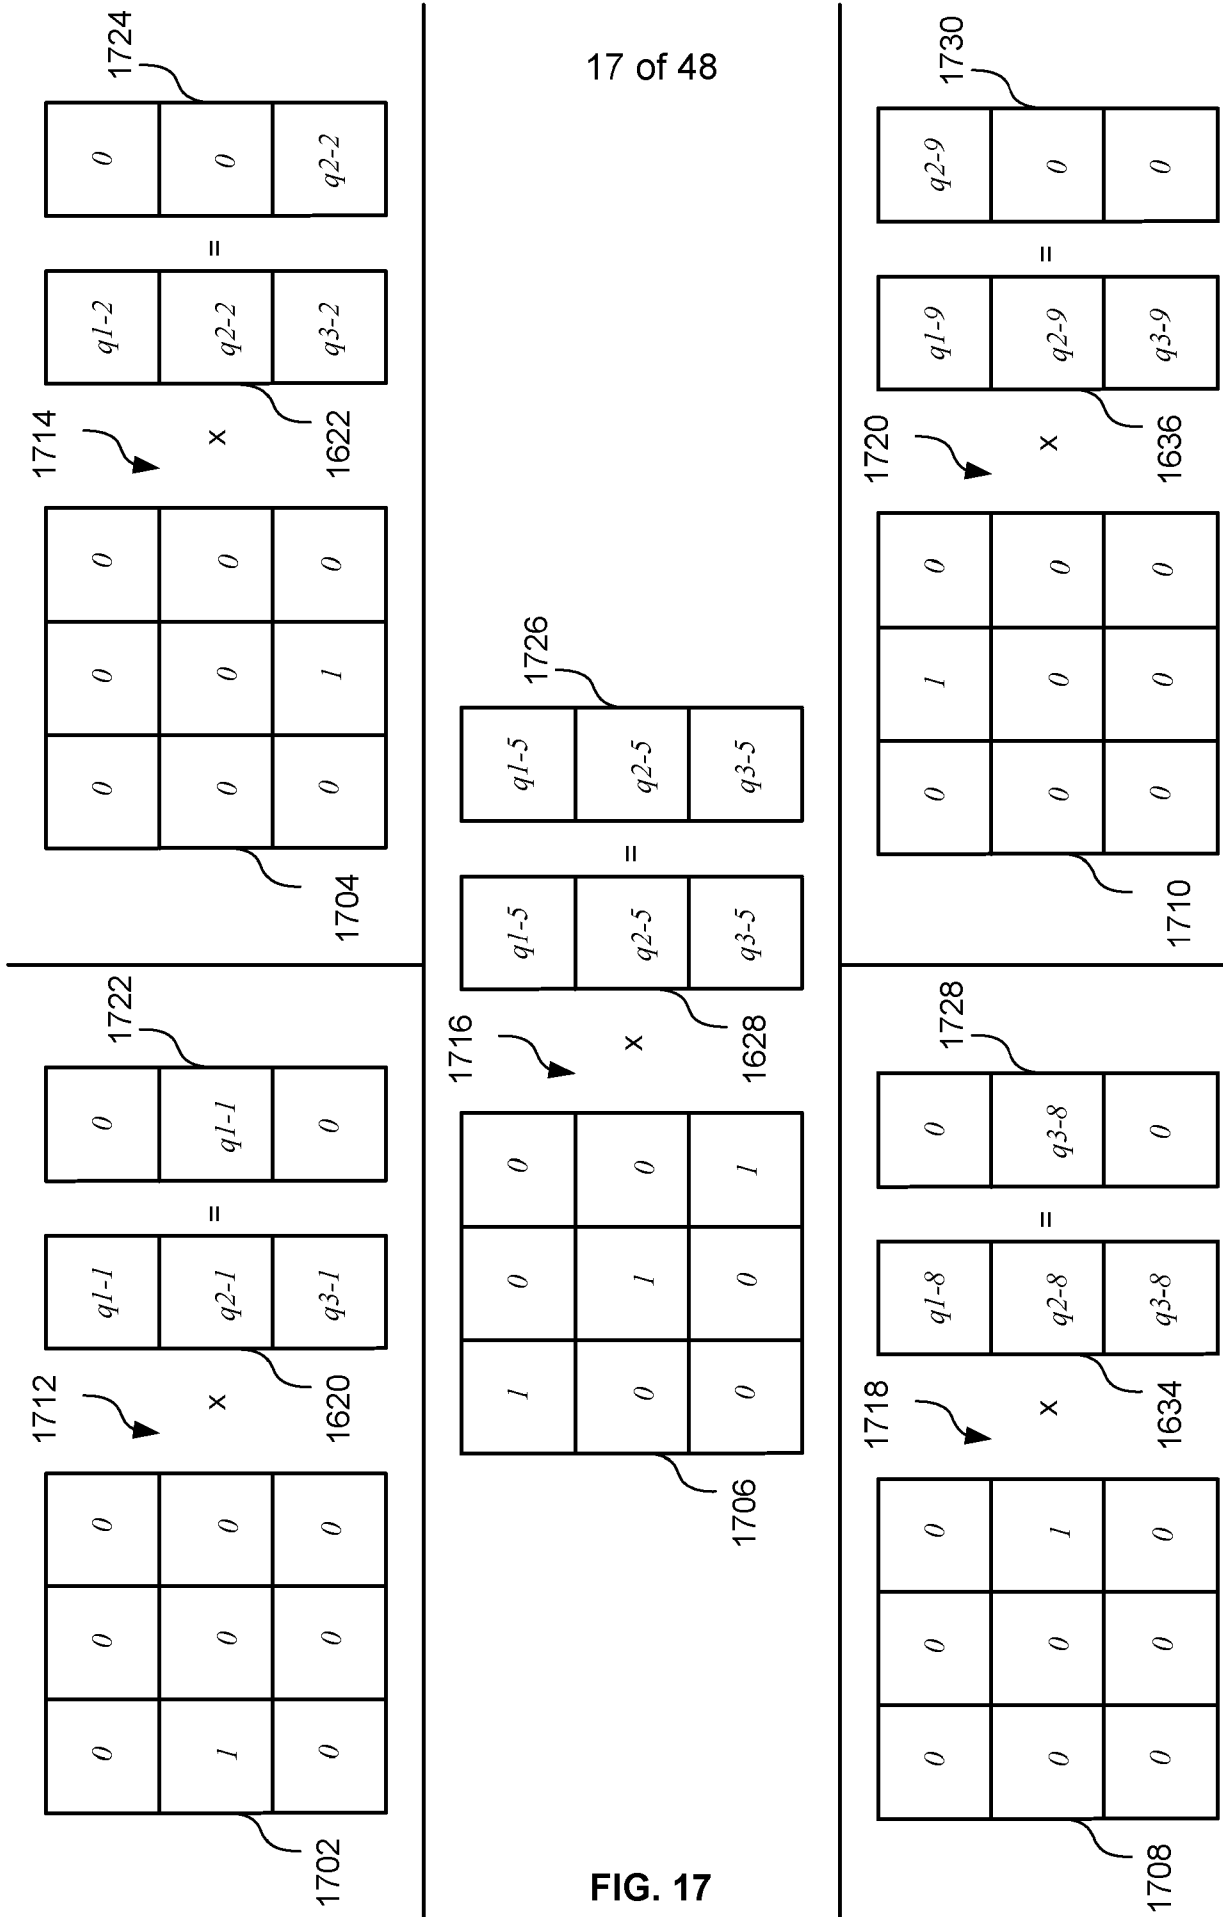 17 of 48
1712
1702
0 0 0
1 0 0
0 0 0
x
1620
q1-1
q2-1
q3-1
=
1722
0
q1-1
0
1714
1704
0 0 0
0 0 0
0 1 0
x
1622
q1-2
q2-2
q3-2
=
1724
0
0
q2-2
1716
1706
1 0 0
0 1 0
0 0 1
x
1628
q1-5
q2-5
q3-5
=
1726
q1-5
q2-5
q3-5
1718
1708
0 0 0
0 0 1
0 0 0
x
1634
q1-8
q2-8
q3-8
=
1728
0
q3-8
0
1720
1710
0 1 0
0 0 0
0 0 0
x
1636
q1-9
q2-9
q3-9
=
1730
q2-9
0
0
FIG. 17